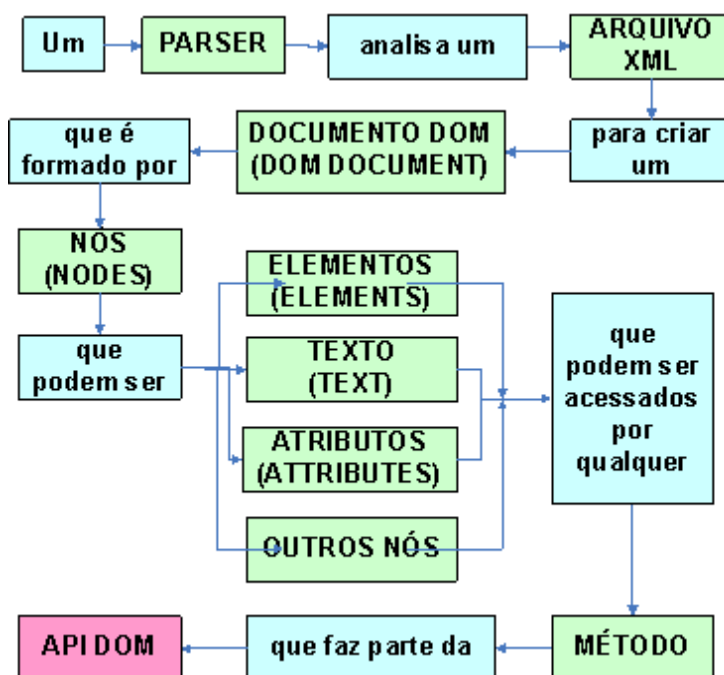 Um
PARSER
analisa um
ARQUIVO
XML
para criar
um
DOCUMENTO DOM
(DOM DOCUMENT)
que é
formado por
NÓS
(NODES)
que
podem ser
ELEMENTOS
(ELEMENTS)
TEXTO
(TEXT)
ATRIBUTOS
(ATTRIBUTES)
OUTROS NÓS
que
podem ser
acessados
por
qualquer
MÉTODO
que faz parte da
API DOM